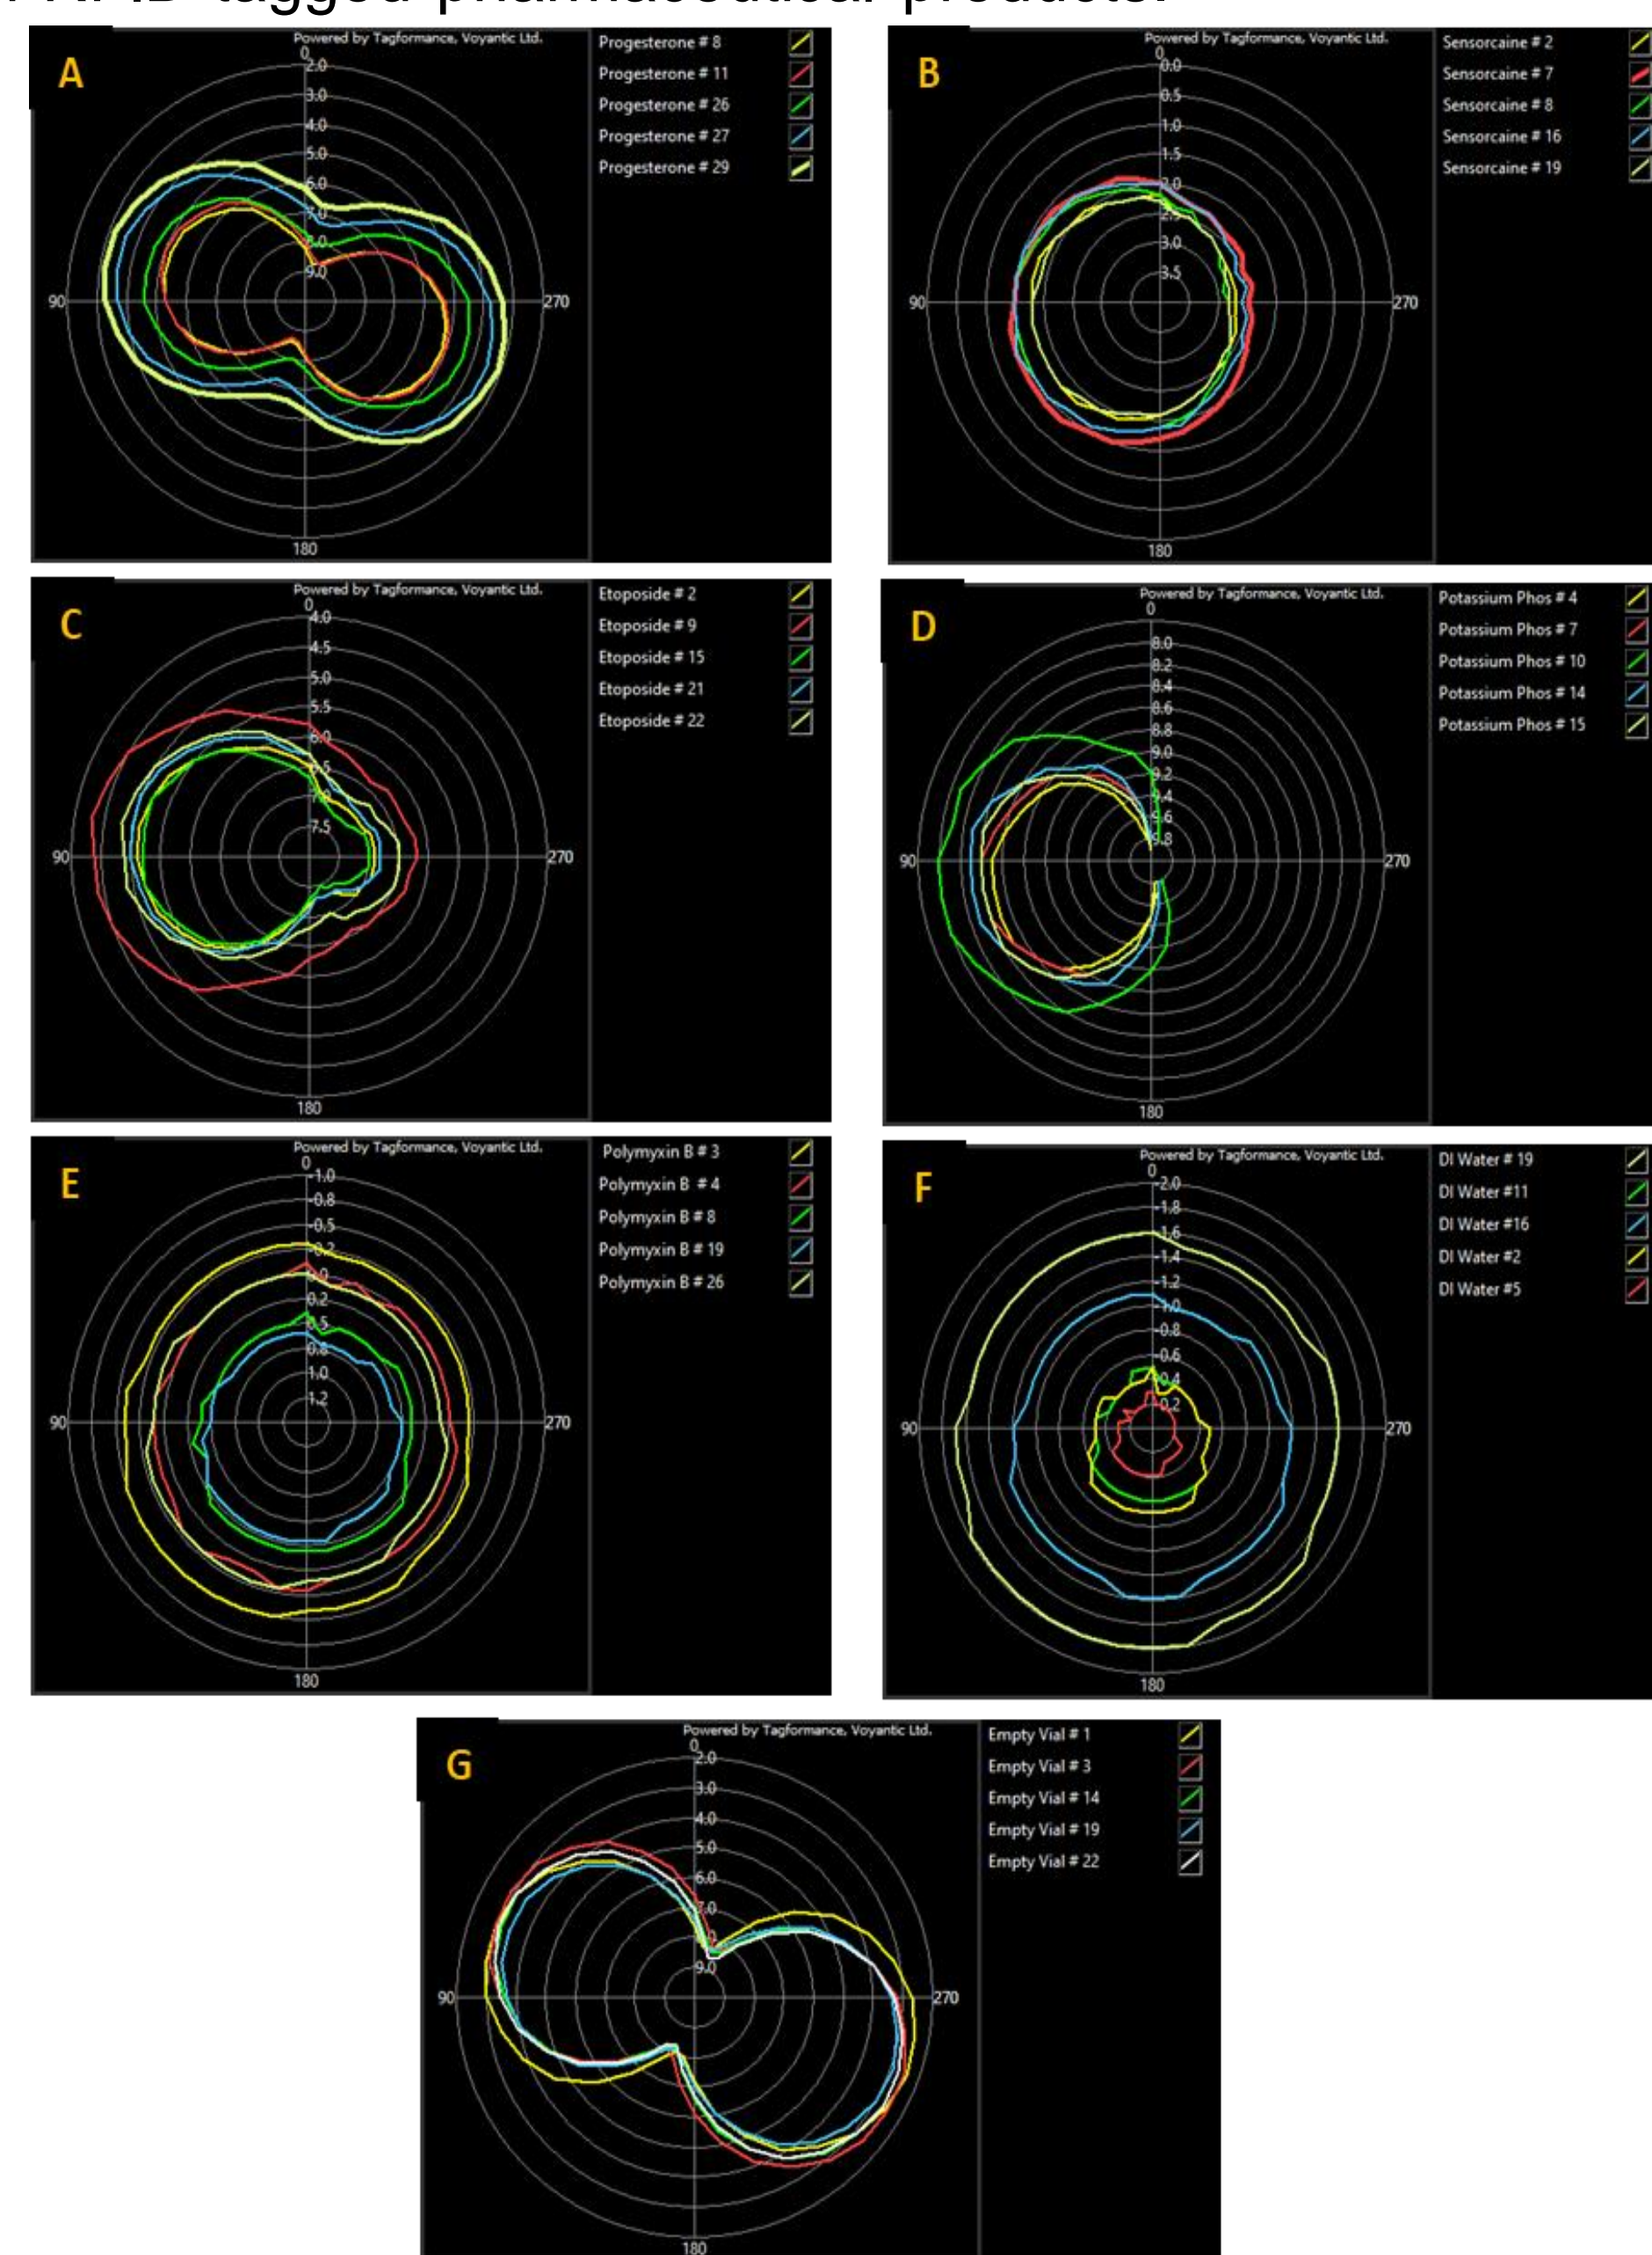 tagged pharmaceutical products.
A
Powered by Tagformance, Voyantic Ltd.
0
2.0
3.0
4.0
5.0
6.0
7.0
8.0
9.0
90
270
180
Progesterone # 8
Progesterone # 11
Progesterone # 26
Progesterone # 27
Progesterone # 29
B
Powered by Tagformance, Voyantic Ltd.
0
0.0
0.5
1.0
1.5
2.0
2.5
3.0
3.5
90
270
180
Sensorcaine # 2
Sensorcaine # 7
Sensorcaine # 8
Sensorcaine # 16
Sensorcaine # 19
C
Powered by Tagformance, Voyantic Ltd.
0
4.0
4.5
5.0
5.5
6.0
6.5
7.0
7.5
90
270
180
Etoposide # 2
Etoposide # 9
Etoposide # 15
Etoposide # 21
Etoposide # 22
D
Powered by Tagformance, Voyantic Ltd.
0
8.0
8.2
8.4
8.6
8.8
9.0
9.2
9.4
9.6
9.8
90
270
180
Potassium Phos # 4
Potassium Phos # 7
Potassium Phos # 10
Potassium Phos # 14
Potassium Phos # 15
E
Powered by Tagformance, Voyantic Ltd.
0
-1.0
-0.8
-0.5
-0.2
0.0
0.2
0.5
0.8
1.0
1.2
90
270
180
Polymyxin B # 3
Polymyxin B # 4
Polymyxin B # 8
Polymyxin B # 19
Polymyxin B # 26
F
Powered by Tagformance, Voyantic Ltd.
0
-2.0
-1.8
-1.6
-1.4
-1.2
-1.0
-0.8
-0.6
0.4
0.2
90
270
180
DI Water # 19
DI Water #11
DI Water #16
DI Water #2
DI Water #5
G
Powered by Tagformance, Voyantic Ltd.
0
2.0
3.0
4.0
5.0
6.0
7.0
9.0
90
270
180
Empty Vial # 1
Empty Vial # 3
Empty Vial # 14
Empty Vial # 19
Empty Vial # 22